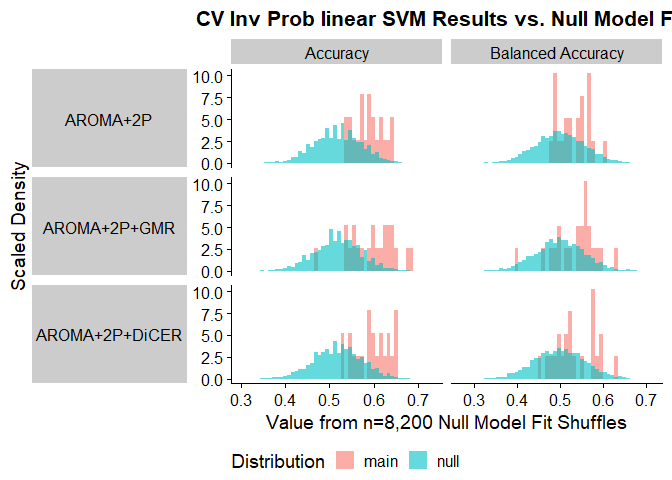 CV Inv Prob linear SVM Results vs. Null Model F
Accuracy
Balanced Accuracy
Scaled Density
AROMA+2P
10.0
7.5
5.0
2.5
0.0
AROMA+2P+GMR
10.0
7.5
5.0
2.5
0.0
AROMA+2P+DiCER
10.0
7.5
5.0
2.5
0.0
0.3 0.4 0.5 0.6 0.7 0.3 0.4 0.5 0.6 0.7
Value from n=8,200 Null Model Fit Shuffles
Distribution main null